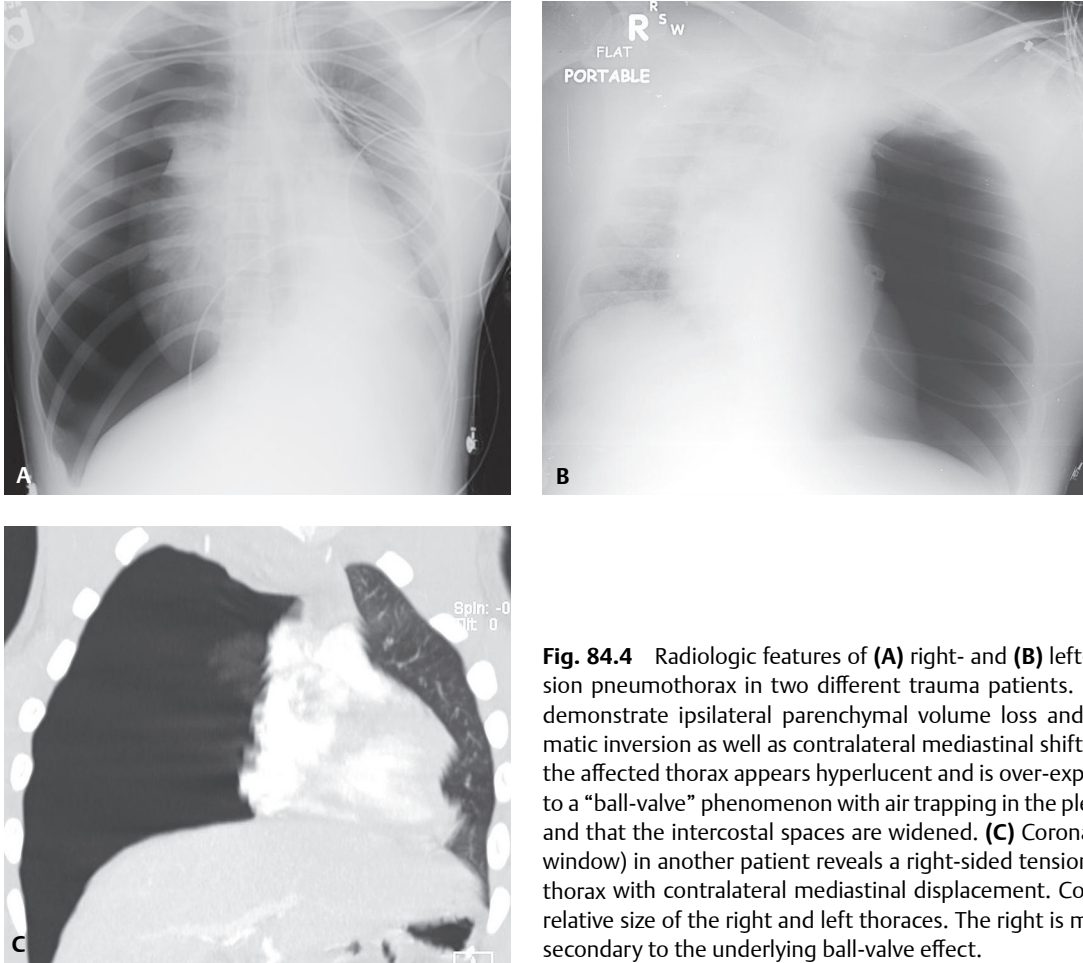 R
R
S
W
FLAT
PORTABLE
A
B
Spin: -0
Tilt: 0
C
Fig. 84.4 Radiologic features of (A) right- and (B) left-
sion pneumothorax in two different trauma patients.
demonstrate ipsilateral parenchymal volume loss and
matic inversion as well as contralateral mediastinal shift
the affected thorax appears hyperlucent and is over-exp
to a “ball-valve” phenomenon with air trapping in the ple
and that the intercostal spaces are widened. (C) Corona
window) in another patient reveals a right-sided tension
thorax with contralateral mediastinal displacement. Co
relative size of the right and left thoraces. The right is m
secondary to the underlying ball-valve effect.